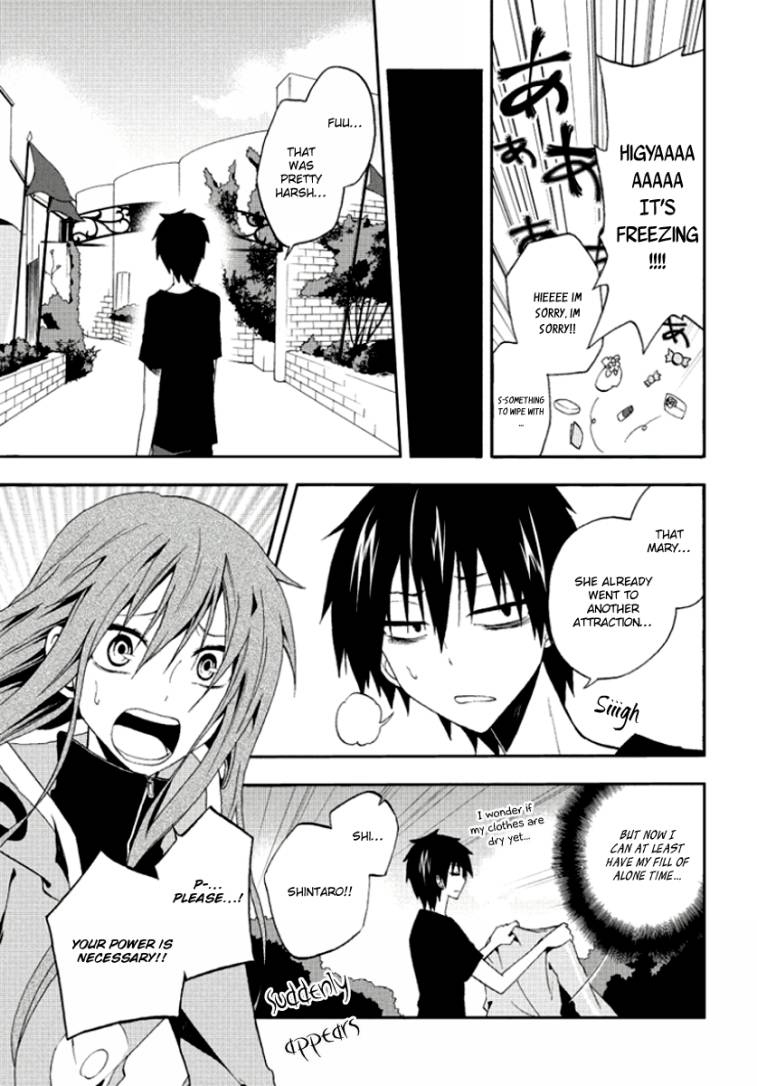 HIGYAAAA
AAAAA
IT'S
FREEZING
!!!!
ああああああ
HIEEEE IM
SORRY, IM
SORRY!!
S-SOMETHING
TO WIPE WITH
...
FUU...
THAT
WAS
PRETTY
HARSH...
THAT
MARY...
SHE ALREADY
WENT TO
ANOTHER
ATTRACTION...
Siiigh
BUT NOW I
CAN AT LEAST
HAVE MY FILL OF
ALONE TIME...
I wonder if
my clothes are
dry yet...
SHI...
SHINTARO!!
Suddenly
appears
P-...
PLEASE...!
YOUR POWER IS
NECESSARY!!